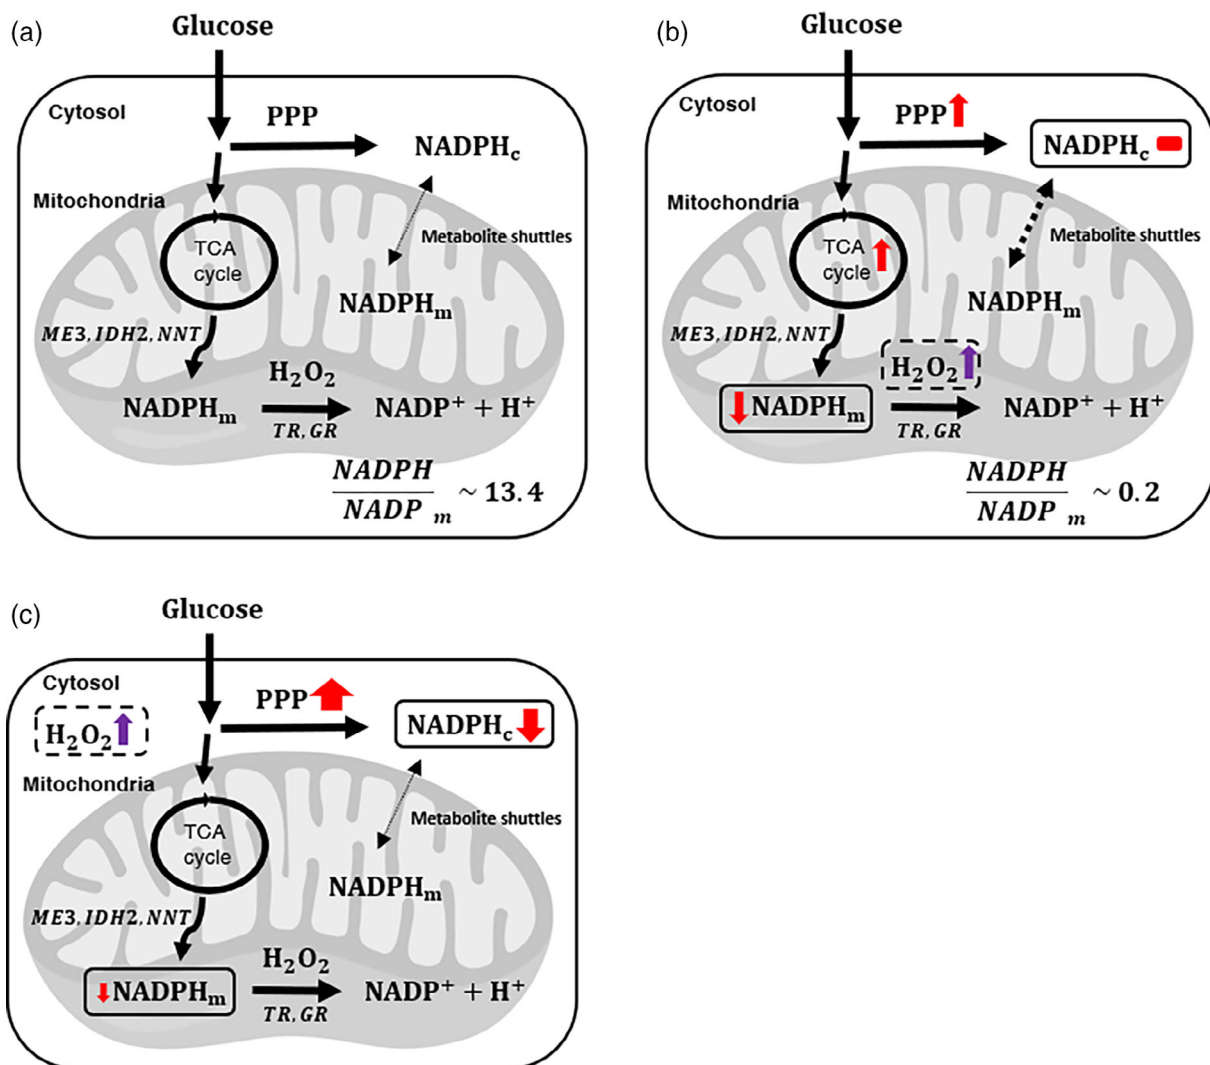 (a)
Glucose
Cytosol
PPP
NADPHc
Mitochondria
TCA
cycle
Metabolite shuttles
NADPHm
ME3, IDH2, NNT
H2O2
NADPHm
NADP+ + H+
TR, GR
NADPH
NADP m ~ 13.4
(b)
Glucose
Cytosol
PPP
NADPHc
Mitochondria
TCA
cycle
Metabolite shuttles
NADPHm
ME3, IDH2, NNT
H2O2
NADPHm
NADP+ + H+
TR, GR
NADPH
NADP m ~ 0.2
(c)
Glucose
Cytosol
PPP
NADPHc
H2O2
Mitochondria
TCA
cycle
Metabolite shuttles
NADPHm
ME3, IDH2, NNT
H2O2
NADPHm
NADP+ + H+
TR, GR